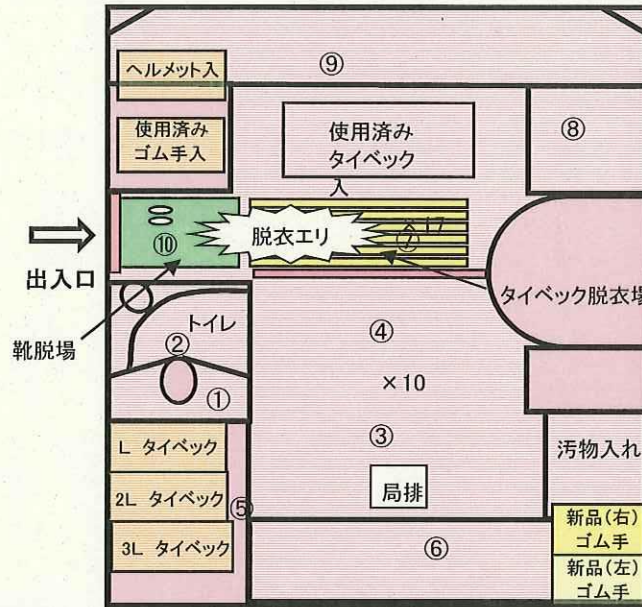 ⑨
ヘルメット入
使用済み
ゴム手入
使用済み
タイベック
入
⑧
出入口
⑩
脱衣エリ
⑦
17
タイベック脱衣場
靴脱場
トイレ
②
①
④
×10
③
局排
L タイベック
2L タイベック
3L タイベック
⑤
⑥
汚物入れ
新品(右)
ゴム手
新品(左)
ゴム手